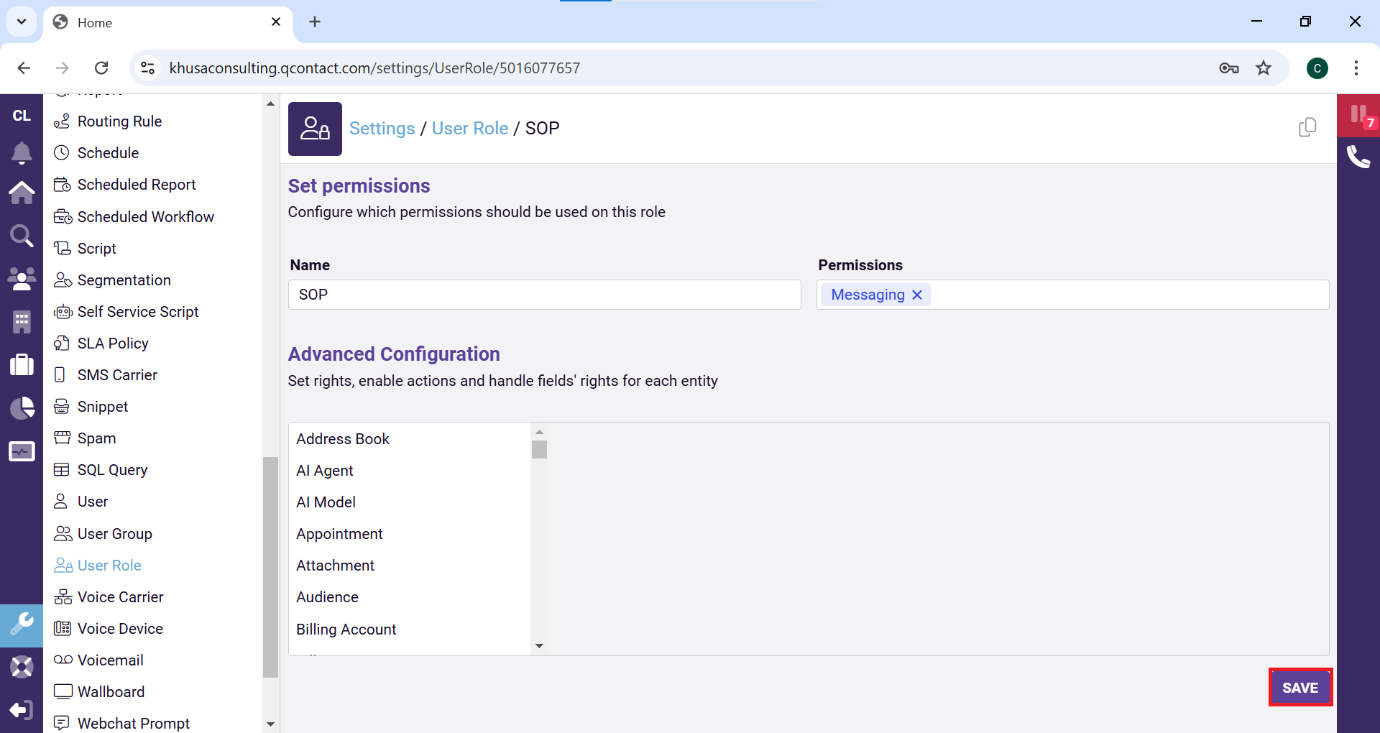 Home
khusaconsulting.qcontact.com/settings/UserRole/5016077657
C
CL
Routing Rule
Schedule
Scheduled Report
Scheduled Workflow
Script
Segmentation
Self Service Script
SLA Policy
SMS Carrier
Snippet
Spam
SQL Query
User
User Group
User Role
Voice Carrier
Voice Device
Voicemail
Wallboard
Webchat Prompt
Settings / User Role / SOP
7
Set permissions
Configure which permissions should be used on this role
Name
Permissions
SOP
Messaging
Advanced Configuration
Set rights, enable actions and handle fields' rights for each entity
Address Book
AI Agent
AI Model
Appointment
Attachment
Audience
Billing Account
SAVE